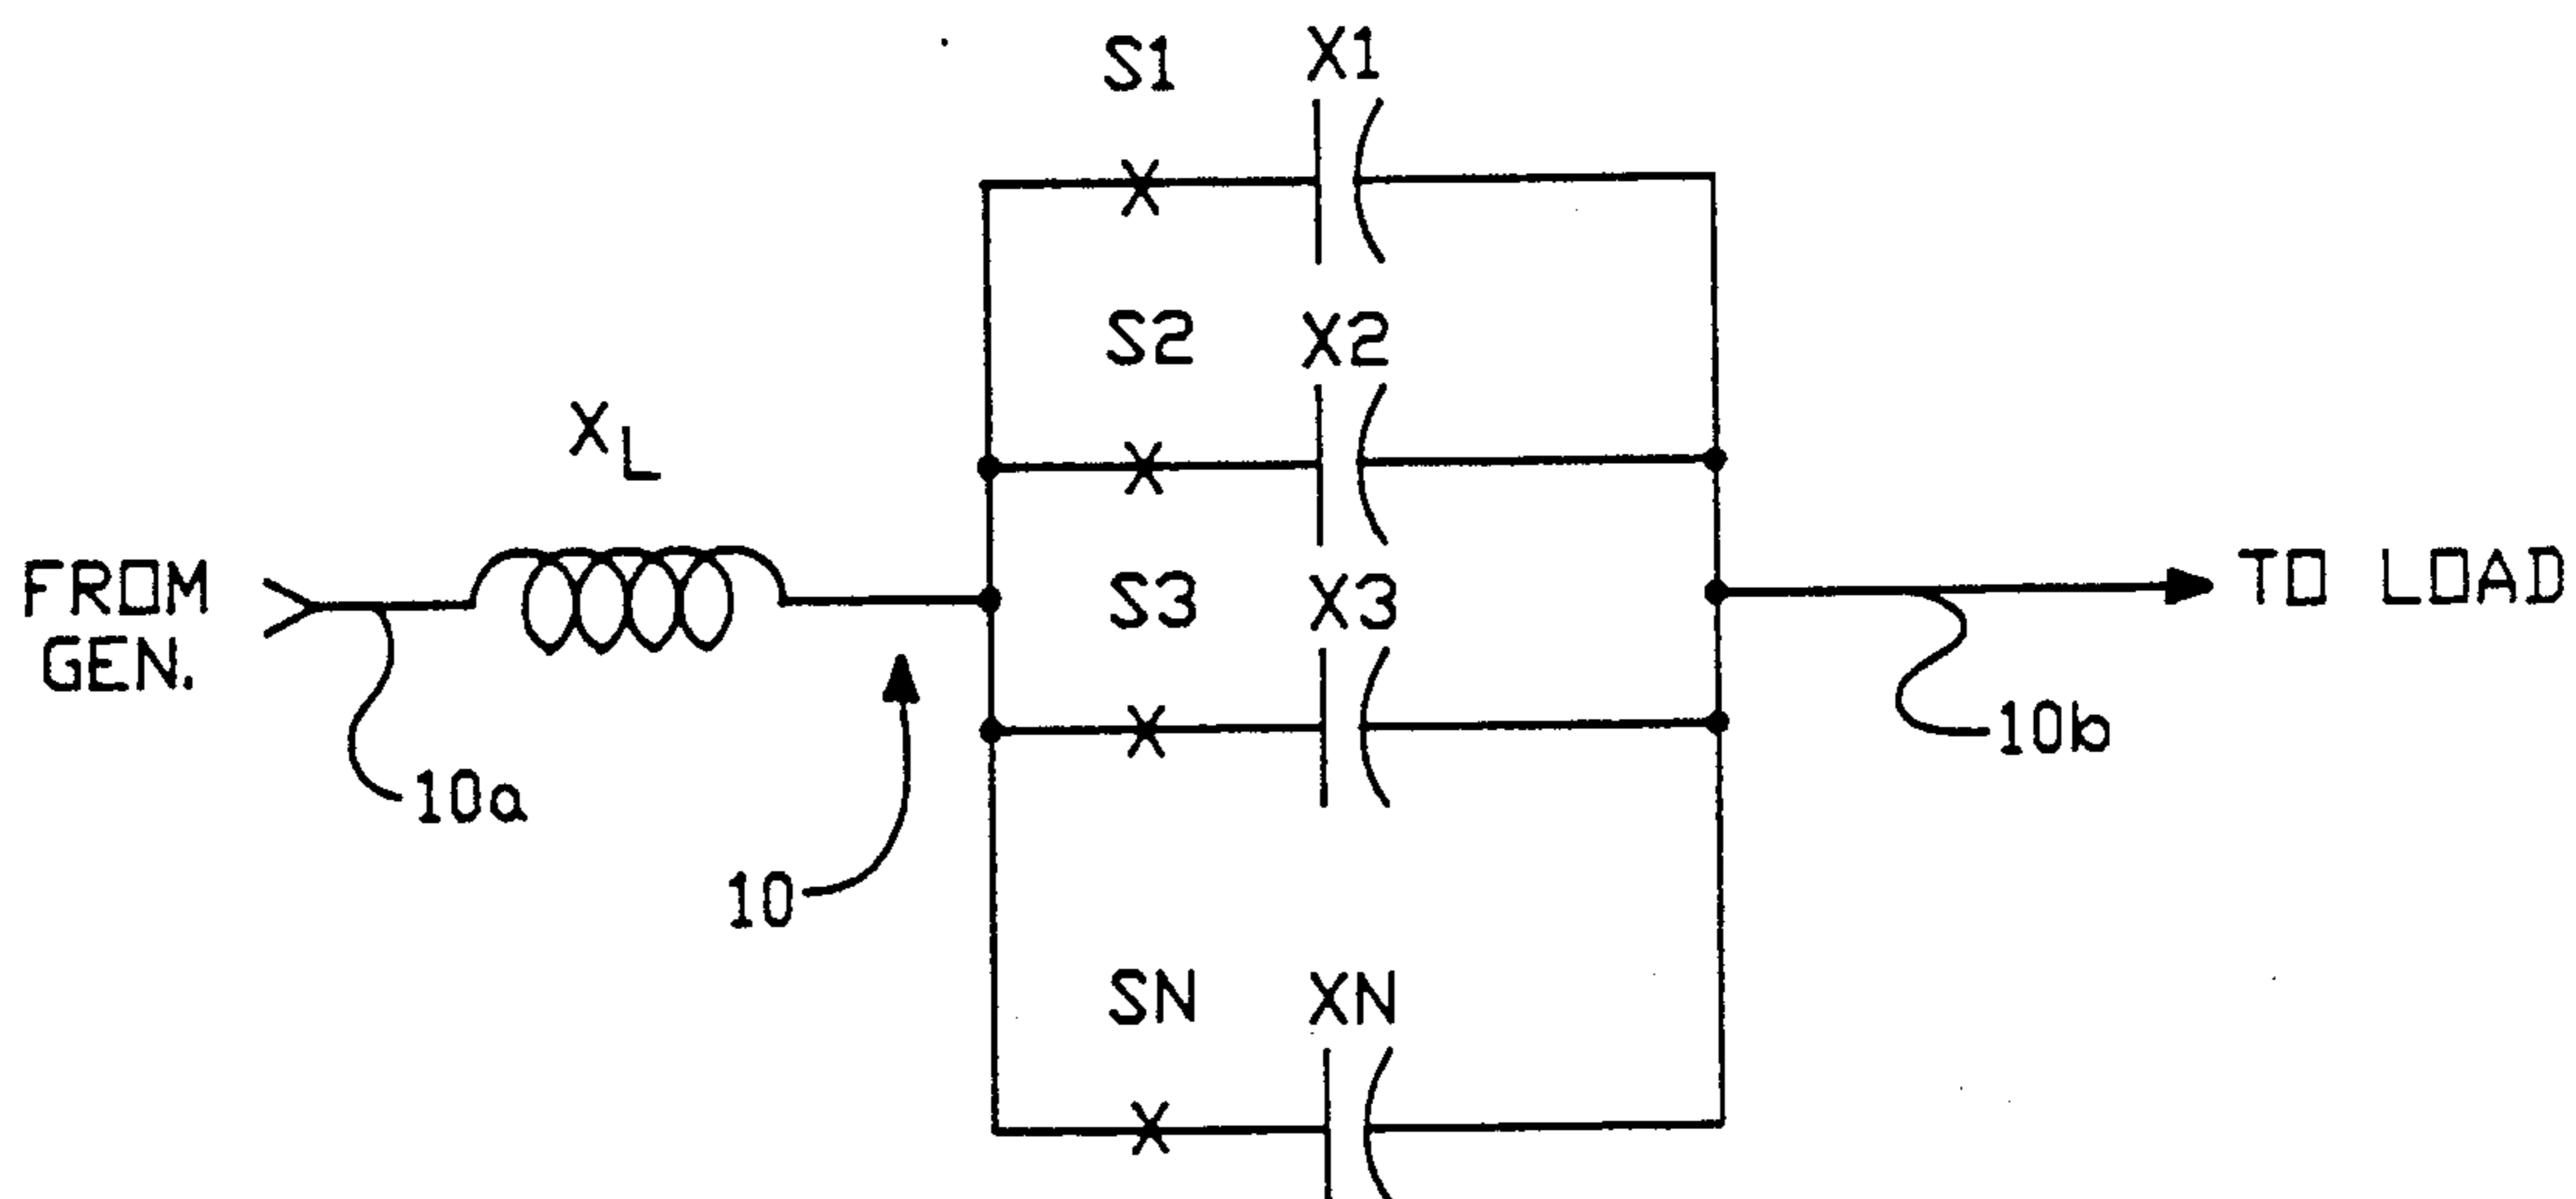 S1 X1
S2 X2
XL
FROM
GEN.
S3 X3
TO LOAD
10a
10b
10
SN XN